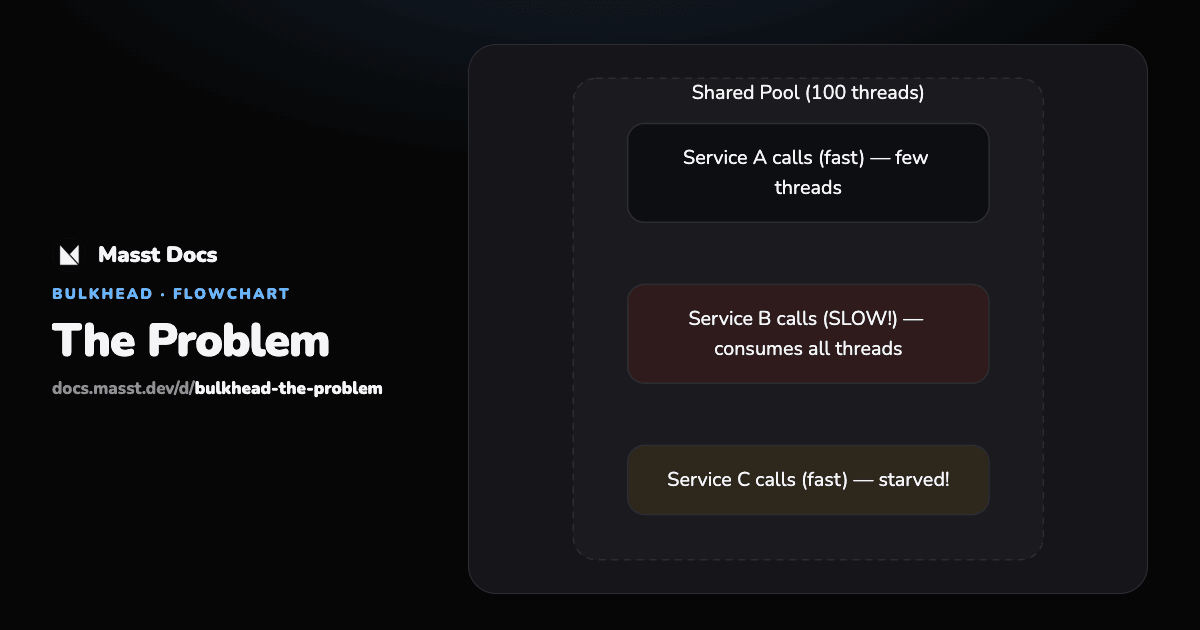 Masst Docs
BULKHEAD · FLOWCHART
The Problem
docs.masst.dev/d/bulkhead-the-problem
Shared Pool (100 threads)
Service A calls (fast) — few
threads
Service B calls (SLOW!) —
consumes all threads
Service C calls (fast) — starved!